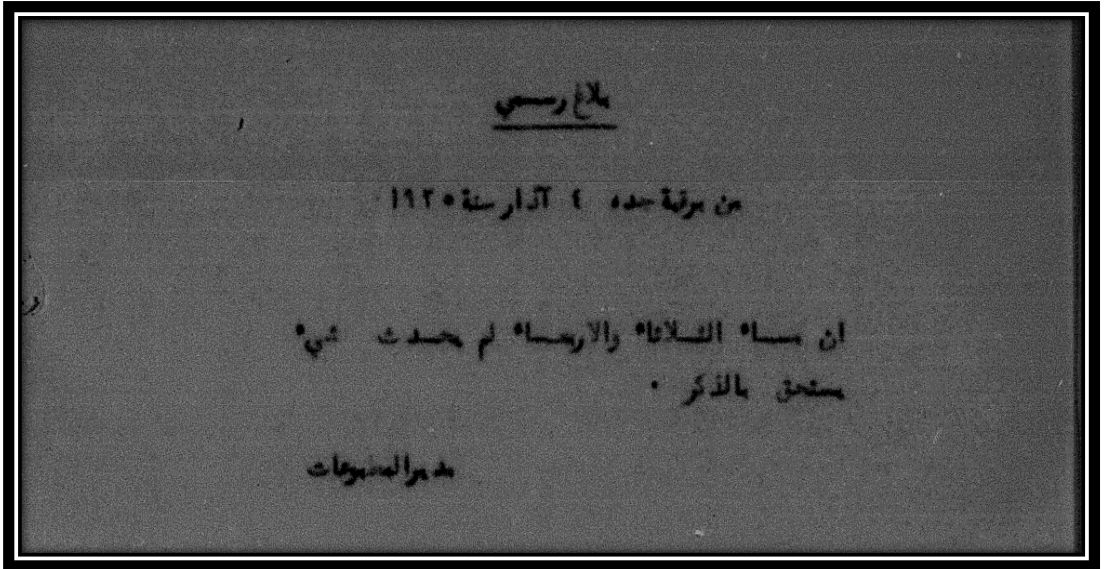 بلاغ رسمي
من برقية جده ٤ آذار سنة ١٩٢٥
ان مساء الثلاثاء والاربعاء لم يحدث شيء
يستحق بالذكر ٠
مدير المطبوعات